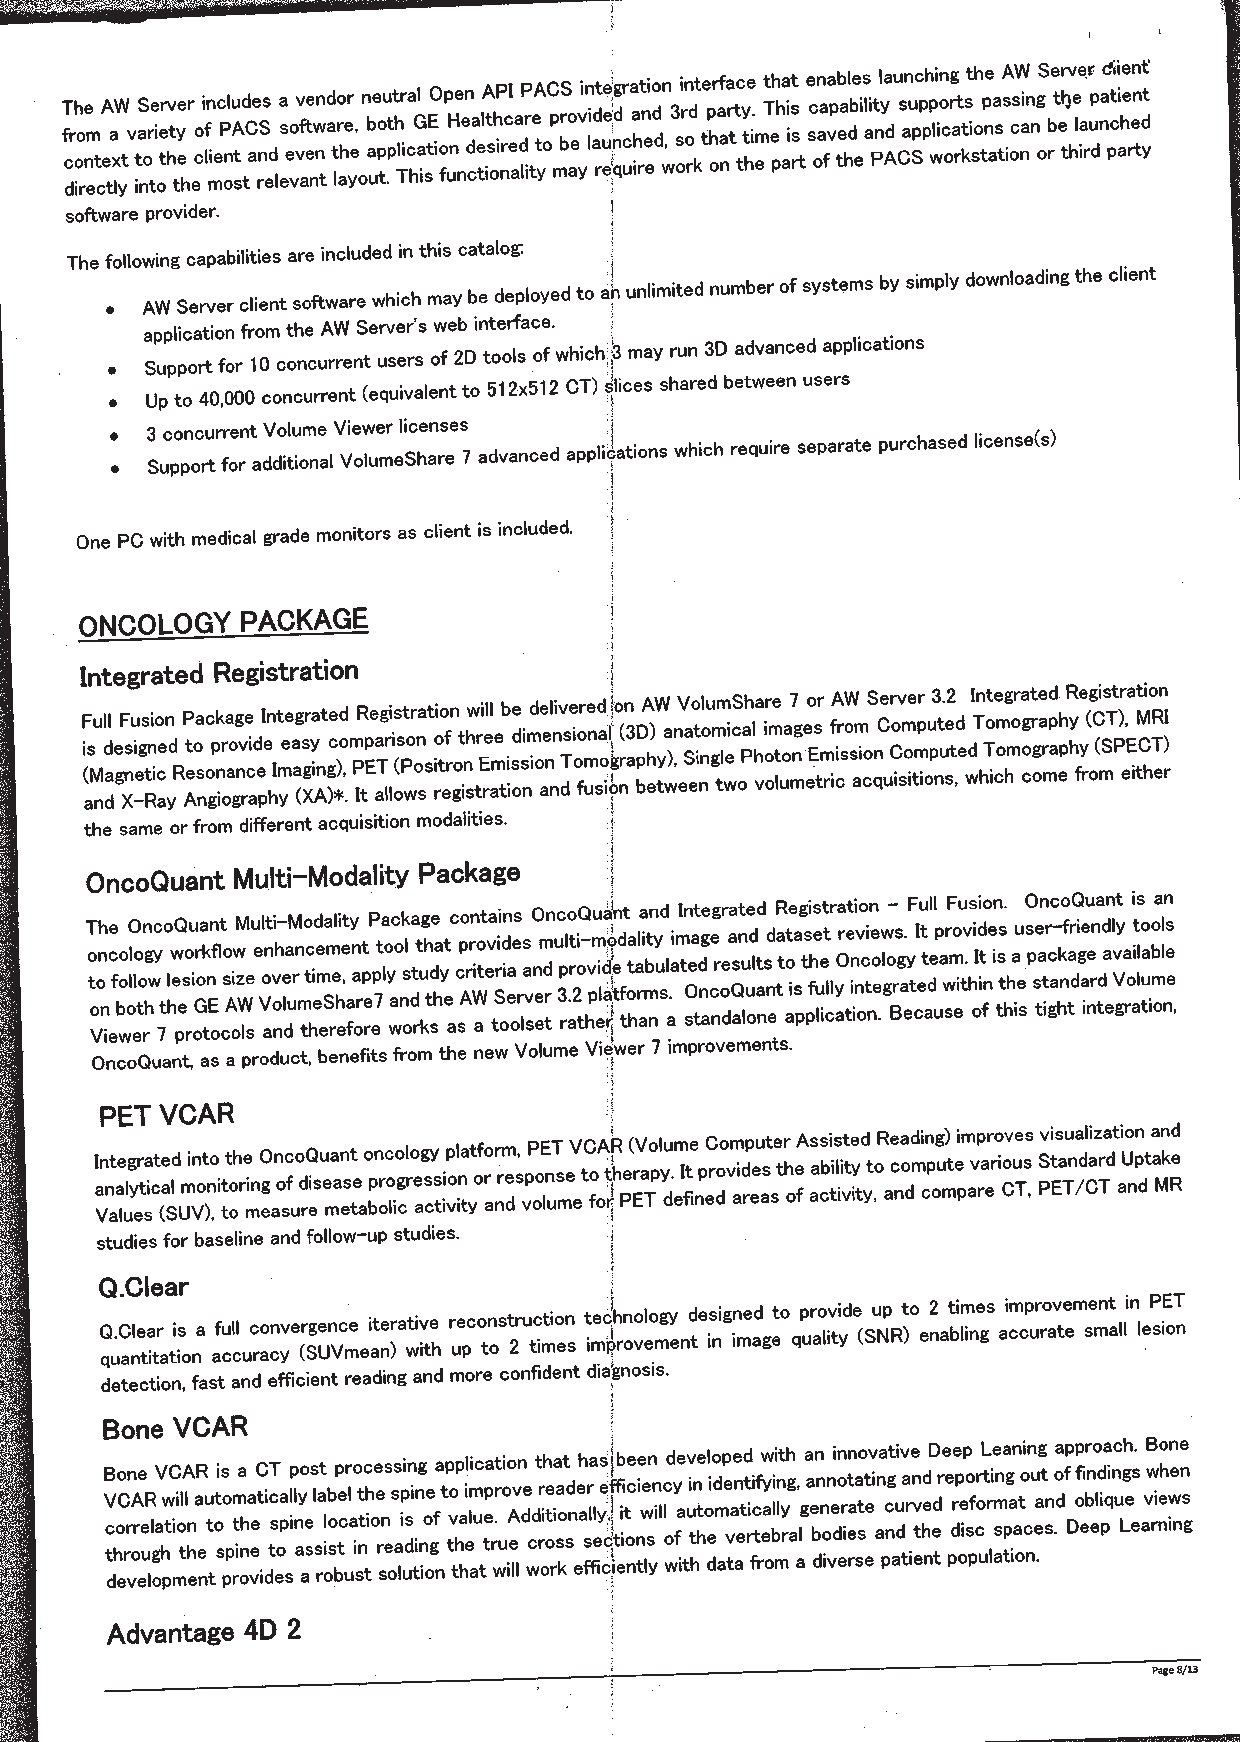 The AW Server includes a vendor neutral Open API PACS integration interface that enables launching the AW Server client
from a variety of PACS software, both GE Healthcare provided and 3rd party. This capability supports passing the patient
context to the client and even the application desired to be launched, so that time is saved and applications can be launched
directly into the most relevant layout. This functionality may require work on the part of the PACS workstation or third party
software provider.
The following capabilities are included in this catalog:
• AW Server client software which may be deployed to an unlimited number of systems by simply downloading the client
application from the AW Server's web interface.
• Support for 10 concurrent users of 2D tools of which 3 may run 3D advanced applications
• Up to 40,000 concurrent (equivalent to 512x512 CT) slices shared between users
• 3 concurrent Volume Viewer licenses
• Support for additional VolumeShare 7 advanced applications which require separate purchased license(s)
One PC with medical grade monitors as client is included.
ONCOLOGY PACKAGE
Integrated Registration
Full Fusion Package Integrated Registration will be delivered on AW VolumShare 7 or AW Server 3.2 Integrated Registration
is designed to provide easy comparison of three dimensional (3D) anatomical images from Computed Tomography (CT), MRI
(Magnetic Resonance Imaging), PET (Positron Emission Tomography), Single Photon Emission Computed Tomography (SPECT)
and X-Ray Angiography (XA)*. It allows registration and fusion between two volumetric acquisitions, which come from either
the same or from different acquisition modalities.
OncoQuant Multi-Modality Package
The OncoQuant Multi-Modality Package contains OncoQuant and Integrated Registration - Full Fusion. OncoQuant is an
oncology workflow enhancement tool that provides multi-modality image and dataset reviews. It provides user-friendly tools
to follow lesion size over time, apply study criteria and provide tabulated results to the Oncology team. It is a package available
on both the GE AW VolumeShare7 and the AW Server 3.2 platforms. OncoQuant is fully integrated within the standard Volume
Viewer 7 protocols and therefore works as a toolset rather than a standalone application. Because of this tight integration,
OncoQuant, as a product, benefits from the new Volume Viewer 7 improvements.
PET VCAR
Integrated into the OncoQuant oncology platform, PET VCAR (Volume Computer Assisted Reading) improves visualization and
analytical monitoring of disease progression or response to therapy. It provides the ability to compute various Standard Uptake
Values (SUV), to measure metabolic activity and volume for PET defined areas of activity, and compare CT, PET/CT and MR
studies for baseline and follow-up studies.
Q.Clear
Q.Clear is a full convergence iterative reconstruction technology designed to provide up to 2 times improvement in PET
quantitation accuracy (SUVmean) with up to 2 times improvement in image quality (SNR) enabling accurate small lesion
detection, fast and efficient reading and more confident diagnosis.
Bone VCAR
Bone VCAR is a CT post processing application that has been developed with an innovative Deep Leaning approach. Bone
VCAR will automatically label the spine to improve reader efficiency in identifying, annotating and reporting out of findings when
correlation to the spine location is of value. Additionally, it will automatically generate curved reformat and oblique views
through the spine to assist in reading the true cross sections of the vertebral bodies and the disc spaces. Deep Learning
development provides a robust solution that will work efficiently with data from a diverse patient population.
Advantage 4D 2
Page 8/13